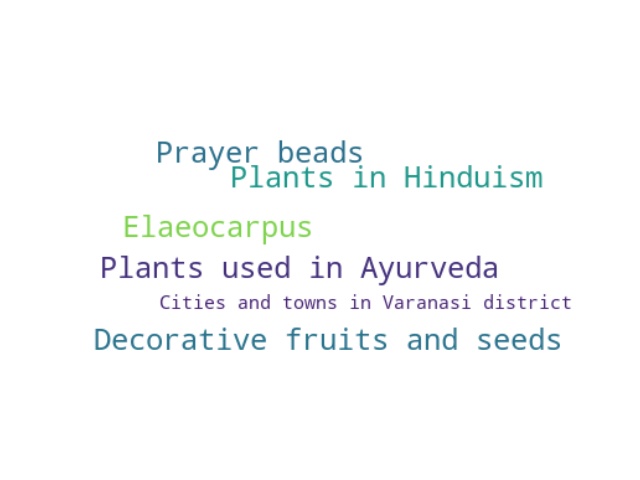 Prayer beads
Plants in Hinduism
Elaeocarpus
Plants used in Ayurveda
Cities and towns in Varanasi district
Decorative fruits and seeds